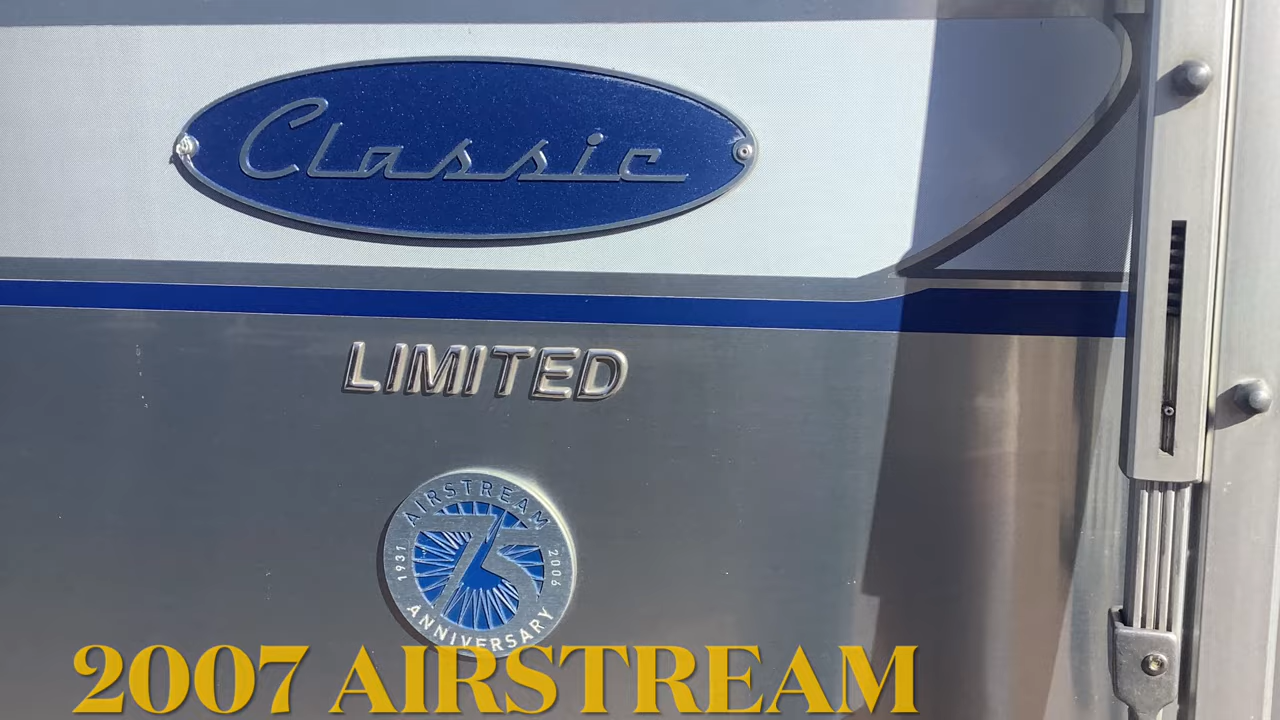 Classic
LIMITED
AIRSTREAM
75
1931
2006
ANNIVERSARY
2007 AIRSTREAM